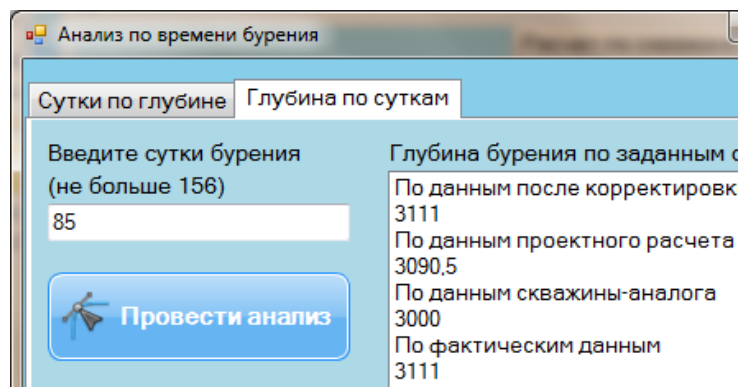 Анализ по времени бурения
Сутки по глубине
Глубина по суткам
Введите сутки бурения
(не больше 156)
85
Провести анализ
Глубина бурения по заданным
По данным после корректировк
3111
По данным проектного расчета
3090,5
По данным скважины-аналога
3000
По фактическим данным
3111